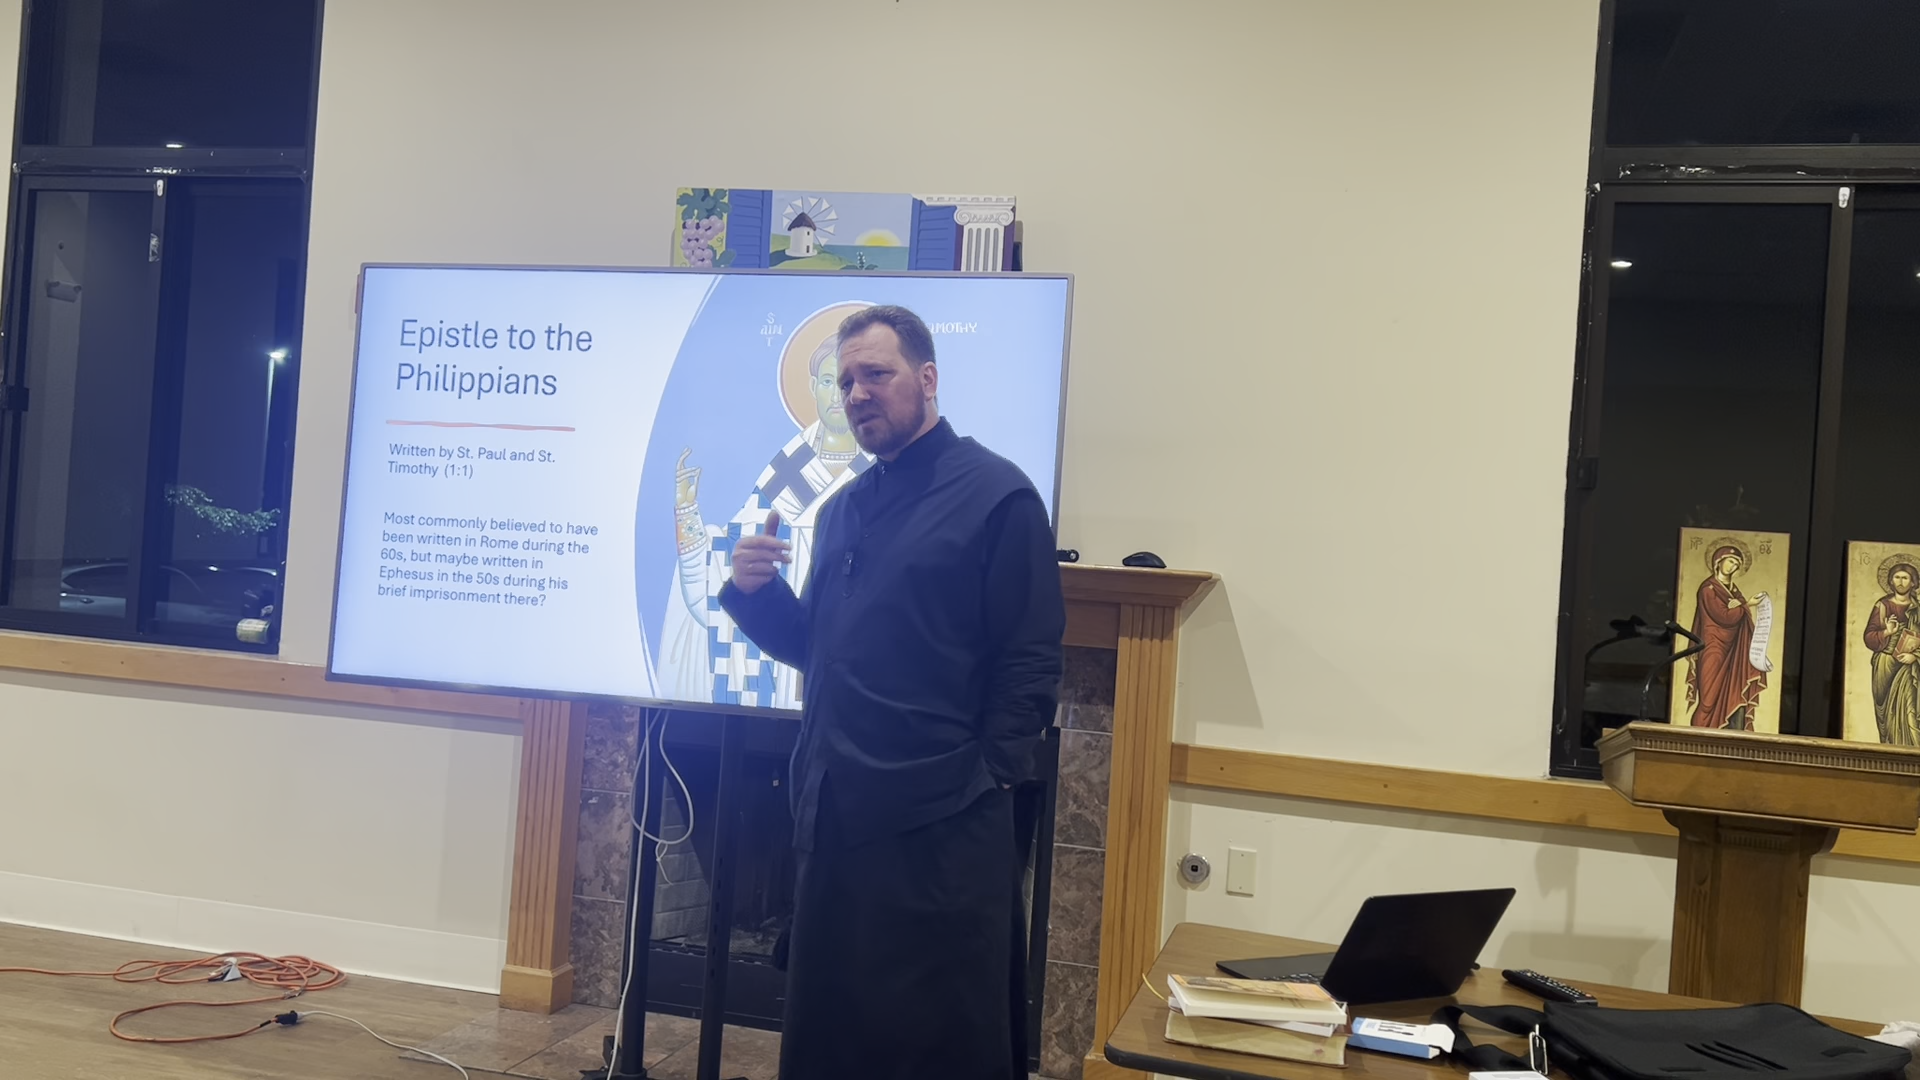 Epistle to the
Philippians
Written by St. Paul and St.
Timothy (1:1)
Most commonly believed to have
been written in Rome during the
60s, but maybe written in
Ephesus in the 50s during his
brief imprisonment there?